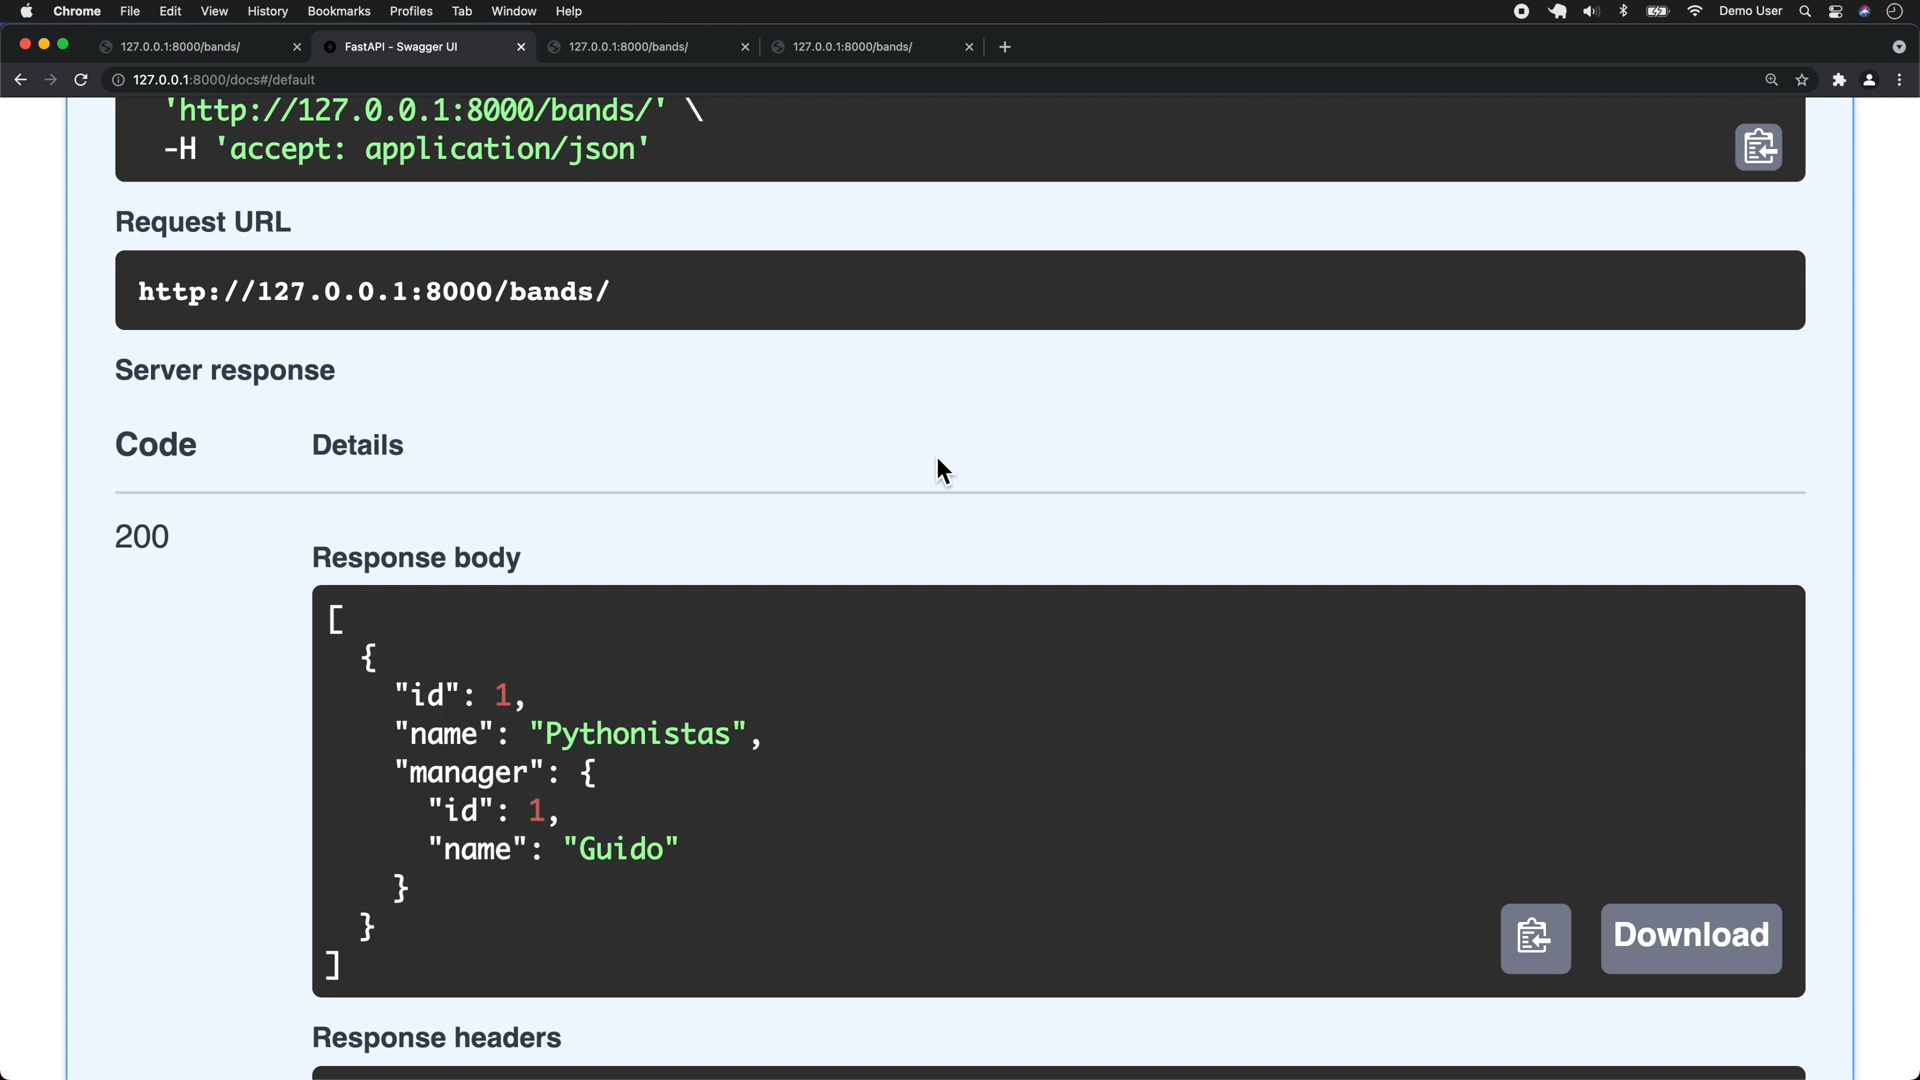 Chrome File Edit View History Bookmarks Profiles Tab Window Help Demo User
127.0.0.1:8000/bands/ FastAPI - Swagger UI 127.0.0.1:8000/bands/ 127.0.0.1:8000/bands/
127.0.0.1:8000/docs#/default
'http://127.0.0.1:8000/bands/' \
-H 'accept: application/json'
Request URL
http://127.0.0.1:8000/bands/
Server response
Code Details
200
Response body
[
{
"id": 1,
"name": "Pythonistas",
"manager": {
"id": 1,
"name": "Guido"
}
}
]
Download
Response headers